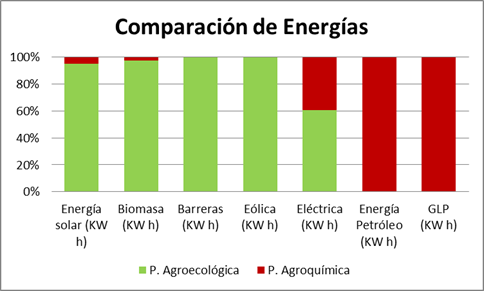 Comparación de Energías
100%
80%
60%
40%
20%
0%
Energía solar (KW h)
Biomasa (KW h)
Barreras (KW h)
Eólica (KW h)
Eléctrica (KW h)
Energía Petróleo (KW h)
GLP (KW h)
P. Agroecológica
P. Agroquímica